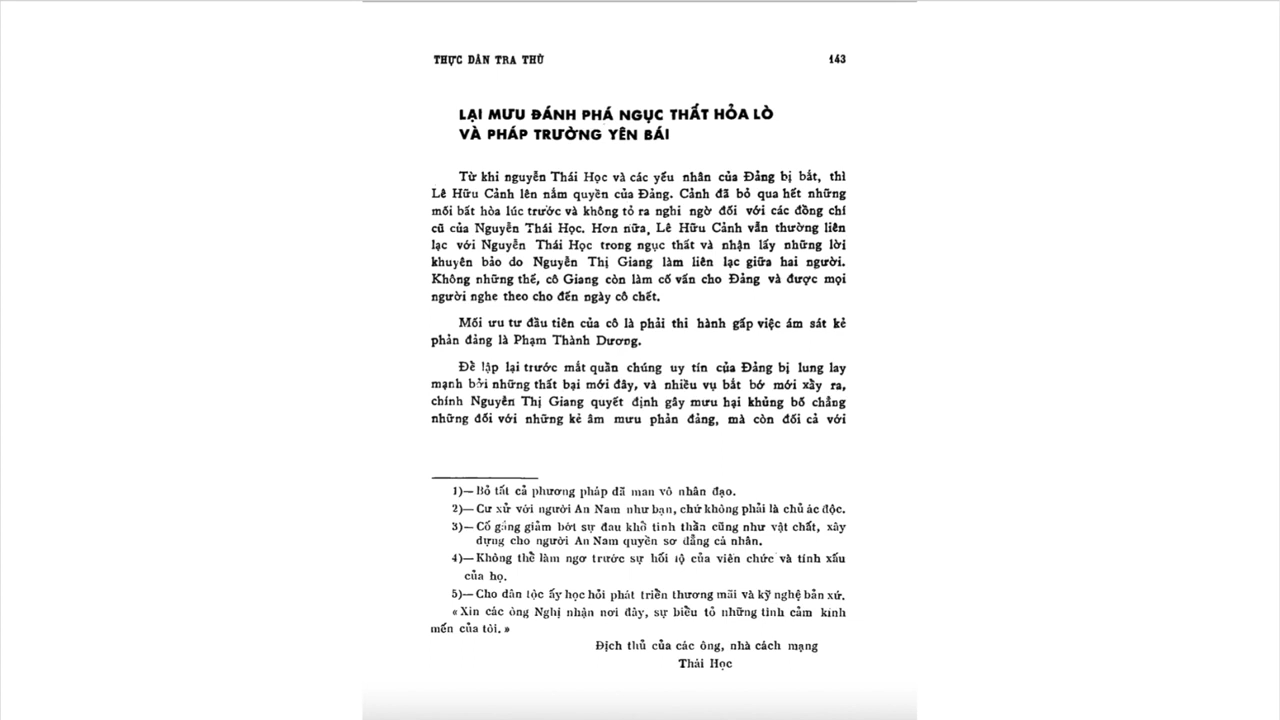 THỰC DÂN TRA THÙ 143
LẠI MƯU ĐÁNH PHÁ NGỤC THẤT HỎA LÒ
VÀ PHÁP TRƯỜNG YÊN BÁI
Từ khi nguyễn Thái Học và các yếu nhân của Đảng bị bắt, thì
Lê Hữu Cảnh lên nắm quyền của Đảng. Cảnh đã bỏ qua hết những
mối bất hòa lúc trước và không tỏ ra nghi ngờ đối với các đồng chí
cũ của Nguyễn Thái Học. Hơn nữa, Lê Hữu Cảnh vẫn thường liên
lạc với Nguyễn Thái Học trong ngục thất và nhận lấy những lời
khuyên bảo do Nguyễn Thị Giang làm liên lạc giữa hai người.
Không những thế, cô Giang còn làm cố vấn cho Đảng và được mọi
người nghe theo cho đến ngày cô chết.
Mối ưu tư đầu tiên của cô là phải thi hành gấp việc ám sát kẻ
phản đảng là Phạm Thành Dương.
Để lập lại trước mắt quần chúng uy tín của Đảng bị lung lay
mạnh bởi những thất bại mới đây, và nhiều vụ bắt bớ mới xẩy ra,
chính Nguyễn Thị Giang quyết định gây mưu hại khủng bố chẳng
những đối với những kẻ âm mưu phản đảng, mà còn đối cả với
1)— Bỏ tất cả phương pháp dã man vô nhân đạo.
2)— Cư xử với người An Nam như bạn, chứ không phải là chủ ác độc.
3)— Cố gắng giảm bớt sự đau khổ tinh thần cũng như vật chất, xây
dựng cho người An Nam quyền sơ đẳng cá nhân.
4)— Không thể làm ngơ trước sự hối lộ của viên chức và tính xấu
của họ.
5)— Cho dân tộc ấy học hỏi phát triển thương mãi và kỹ nghệ bản xứ.
« Xin các ông Nghị nhận nơi đây, sự biểu tỏ những tình cảm kính
mến của tôi. »
Địch thủ của các ông, nhà cách mạng
Thái Học